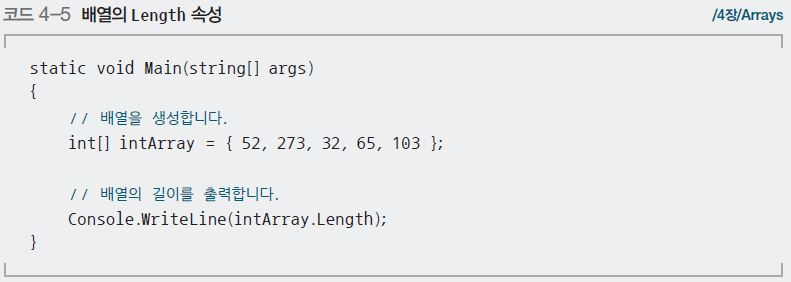 코드 4-5 배열의 Length 속성 /4장/Arrays
static void Main(string[] args)
{
// 배열을 생성합니다.
int[] intArray = { 52, 273, 32, 65, 103 };
// 배열의 길이를 출력합니다.
Console.WriteLine(intArray.Length);
}